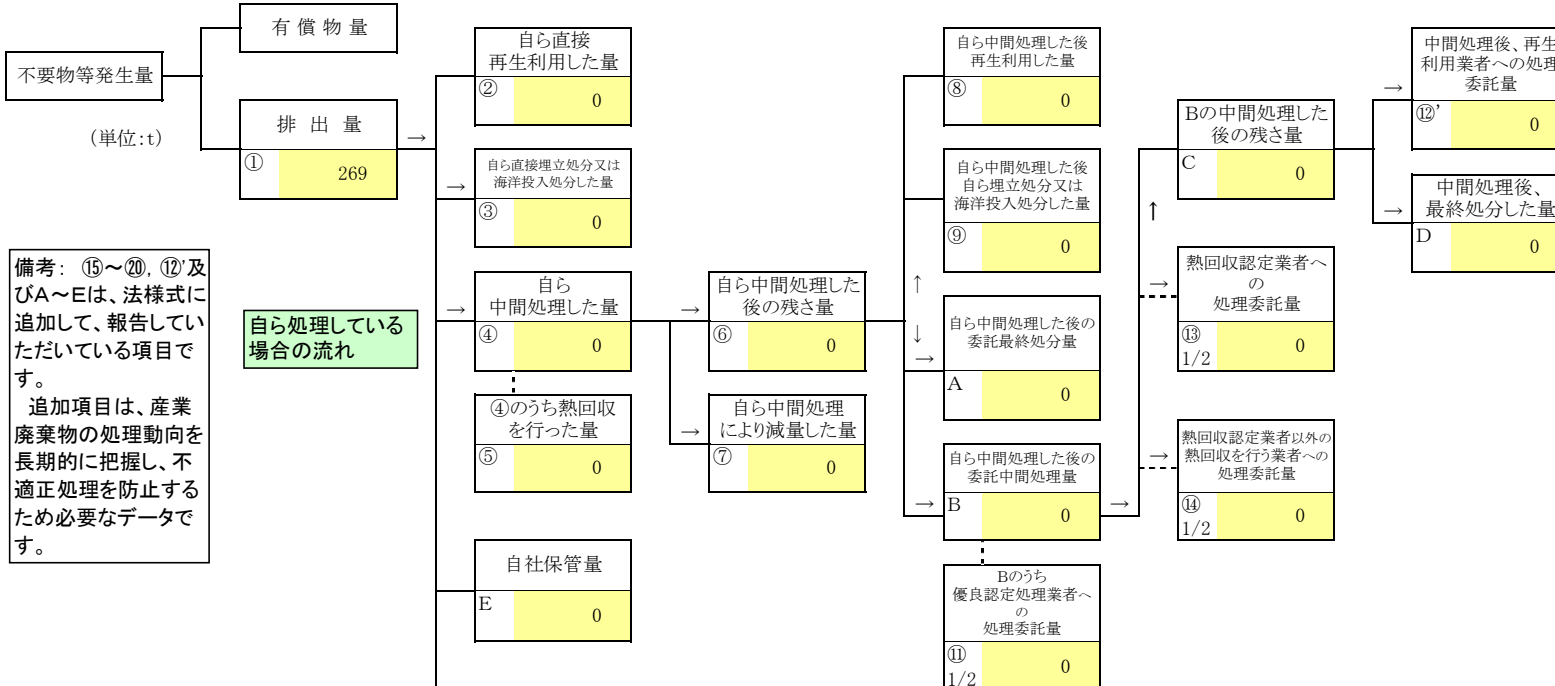 有 償 物 量
不要物等発生量
(単位:t)
排 出 量
①
269
→
自ら直接
再生利用した量
②
0
→
自ら直接埋立処分又は
海洋投入処分した量
③
0
→
自ら
中間処理した量
④
0
④のうち熱回収
を行った量
⑤
0
自社保管量
E
0
備考: ⑮～⑳, ⑫'及
びA～Eは、法様式に
追加して、報告してい
ただいている項目で
す。
追加項目は、産業
廃棄物の処理動向を
長期的に把握し、不
適正処理を防止する
ため必要なデータで
す。
自ら処理している
場合の流れ
→
自ら中間処理した
後の残さ量
⑥
0
→
自ら中間処理
により減量した量
⑦
0
自ら中間処理した後
再生利用した量
⑧
0
自ら中間処理した後
自ら埋立処分又は
海洋投入処分した量
⑨
0
↑
↓
→
自ら中間処理した後の
委託最終処分量
A
0
→
自ら中間処理した後の
委託中間処理量
B
0
→
Bのうち
優良認定処理業者へ
の
処理委託量
⑪
1/2
0
Bの中間処理した
後の残さ量
C
0
↑
→
熱回収認定業者へ
の
処理委託量
⑬
1/2
0
→
熱回収認定業者以外の
熱回収を行う業者への
処理委託量
⑭
1/2
0
→
中間処理後、再生
利用業者への処理
委託量
⑫'
0
→
中間処理後、
最終処分した量
D
0